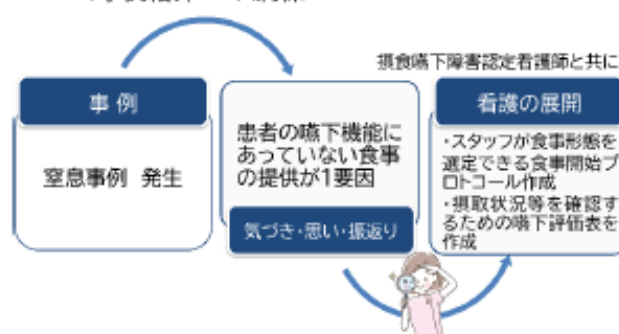 摂食嚥下障害認定看護師と共に
事 例
窒息事例 発生
患者の嚥下機能に
あっていない食事
の提供が1要因
気づき・思い・振返り
看護の展開
・スタッフが食事形態を
選定できる食事開始プ
ロトコール作成
・摂取状況等を確認す
るための嚥下評価表を
作成